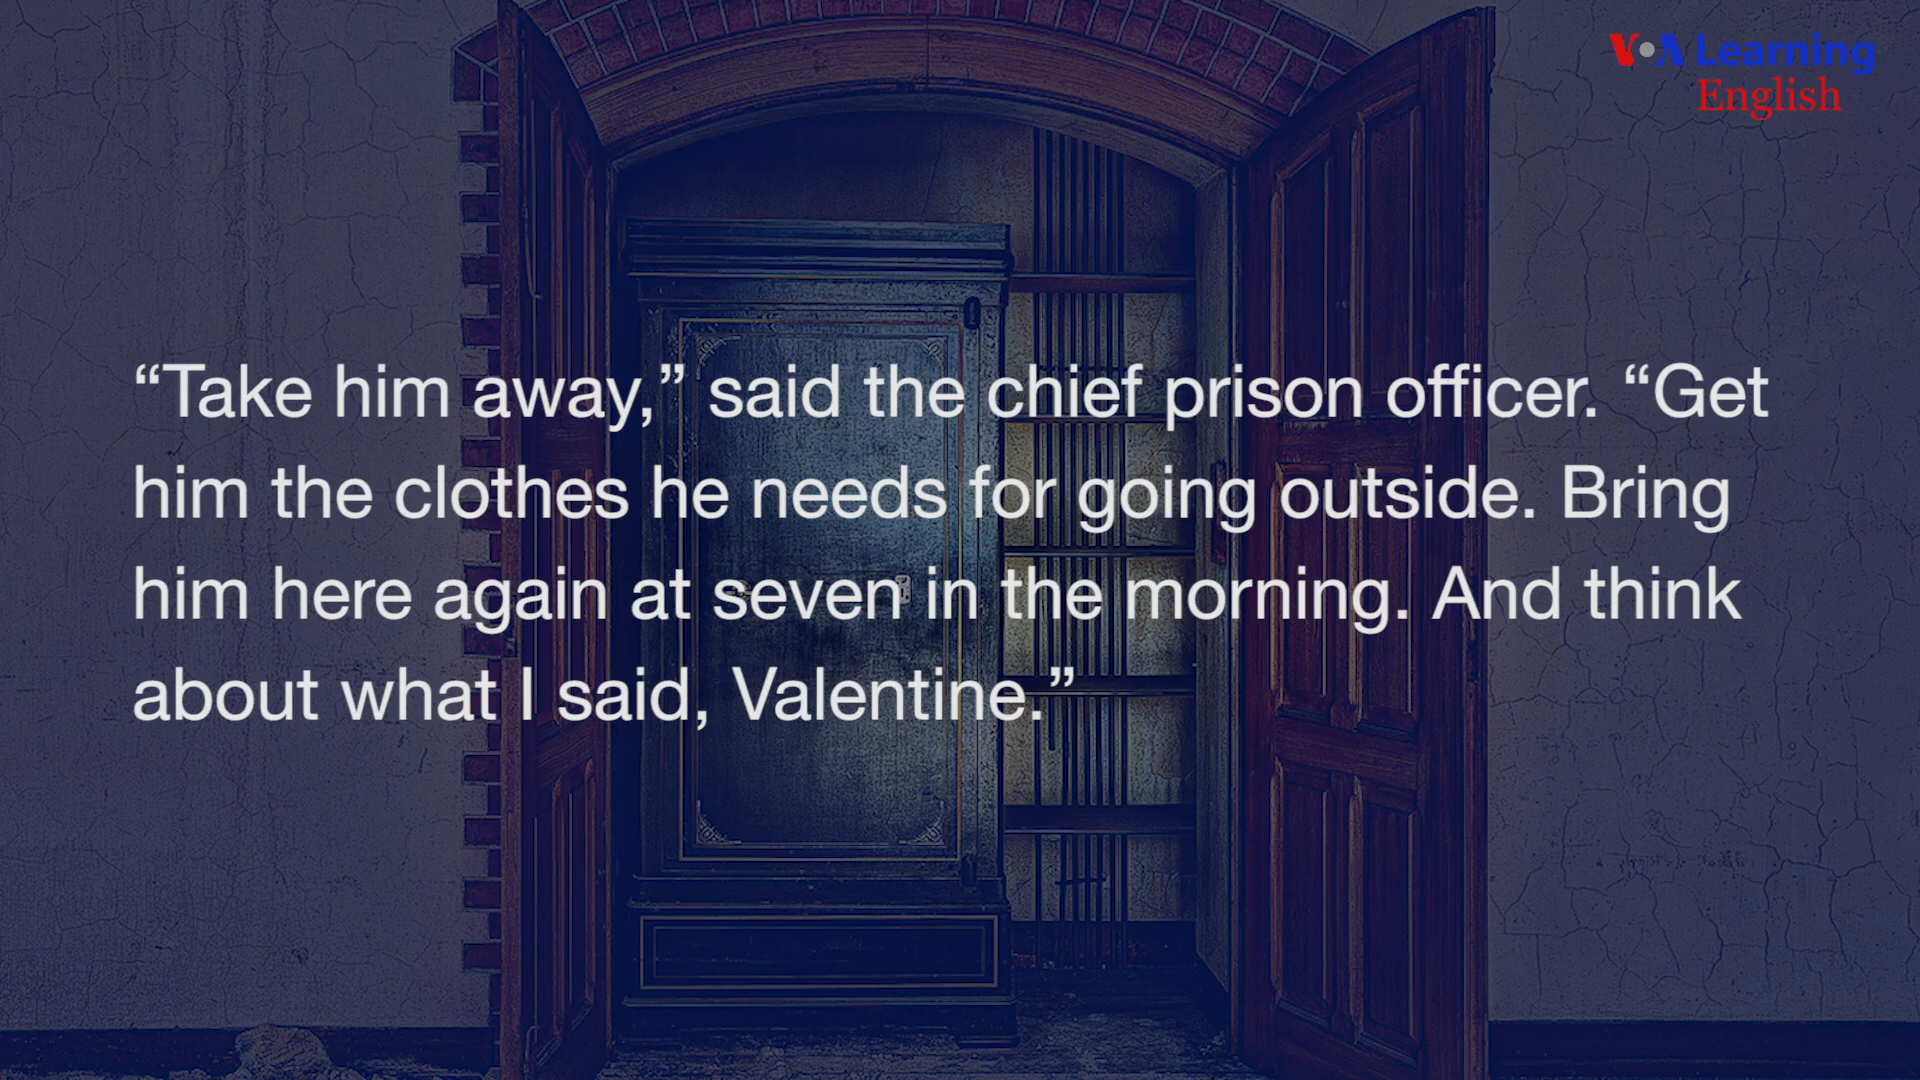 VOA Learning
English
“Take him away,” said the chief prison officer. “Get
him the clothes he needs for going outside. Bring
him here again at seven in the morning. And think
about what I said, Valentine.”